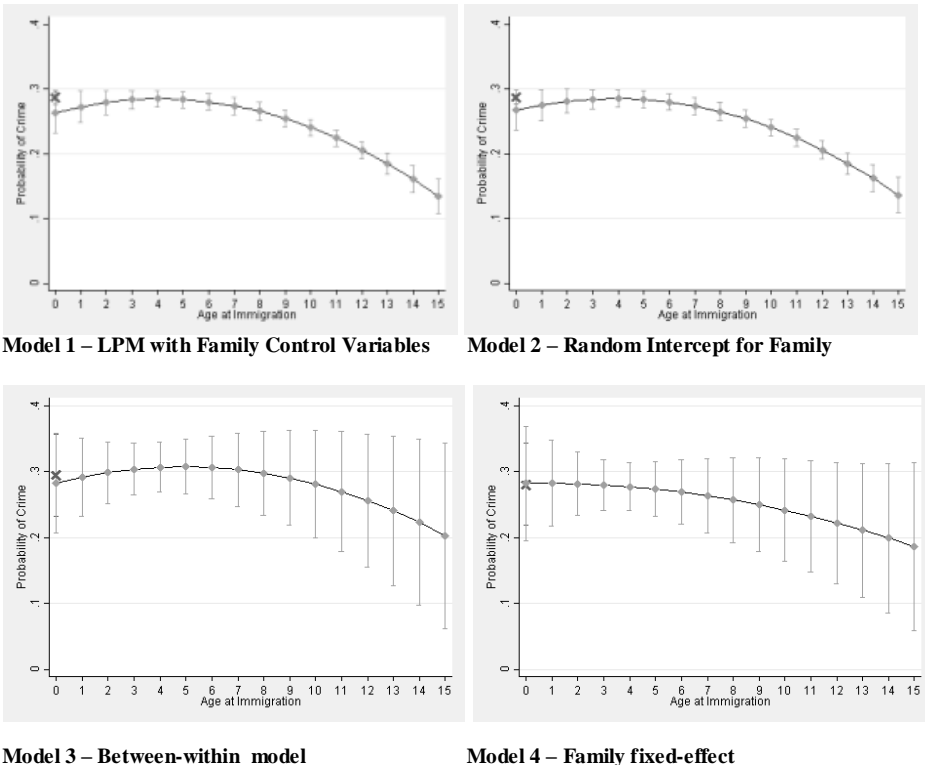 .4
.3
.2
.1
0
Probability of Crime
0 1 2 3 4 5 6 7 8 9 10 11 12 13 14 15
Age at Immigration
.4
.3
.2
.1
0
Probability of Crime
0 1 2 3 4 5 6 7 8 9 10 11 12 13 14 15
Age at Immigration
Model 1 – LPM with Family Control Variables
Model 2 – Random Intercept for Family
.4
.3
.2
.1
0
Probability of Crime
0 1 2 3 4 5 6 7 8 9 10 11 12 13 14 15
Age at Immigration
.4
.3
.2
.1
0
Probability of Crime
0 1 2 3 4 5 6 7 8 9 10 11 12 13 14 15
Age at Immigration
Model 3 – Between-within model
Model 4 – Family fixed-effect